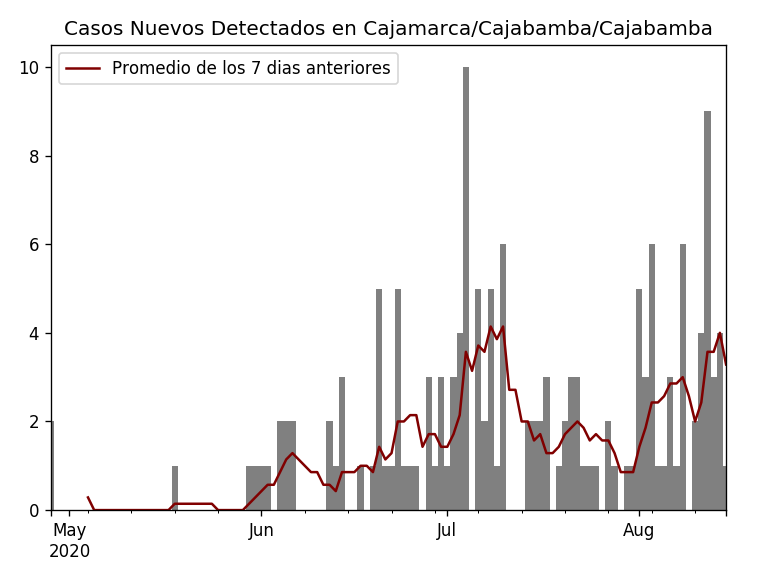 Casos Nuevos Detectados en Cajamarca/Cajabamba/Cajabamba
Promedio de los 7 dias anteriores
10
8
6
4
2
0
May Jun Jul Aug
2020